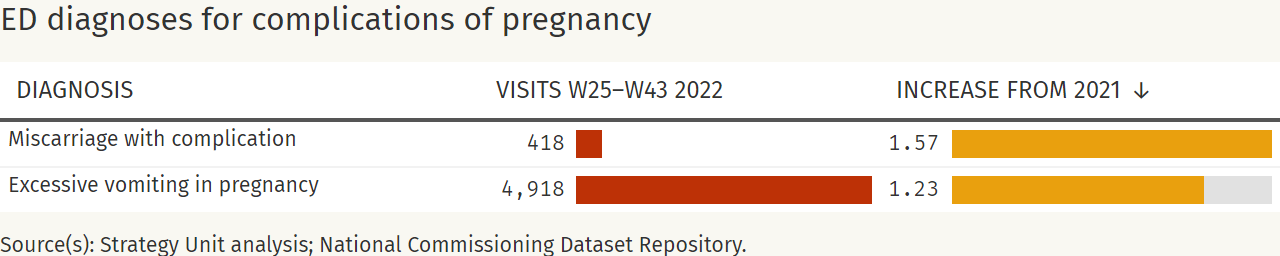 ED diagnoses for complications of pregnancy
DIAGNOSIS VISITS W25–W43 2022 INCREASE FROM 2021 ↓
Miscarriage with complication 418 1.57
Excessive vomiting in pregnancy 4,918 1.23
Source(s): Strategy Unit analysis; National Commissioning Dataset Repository.